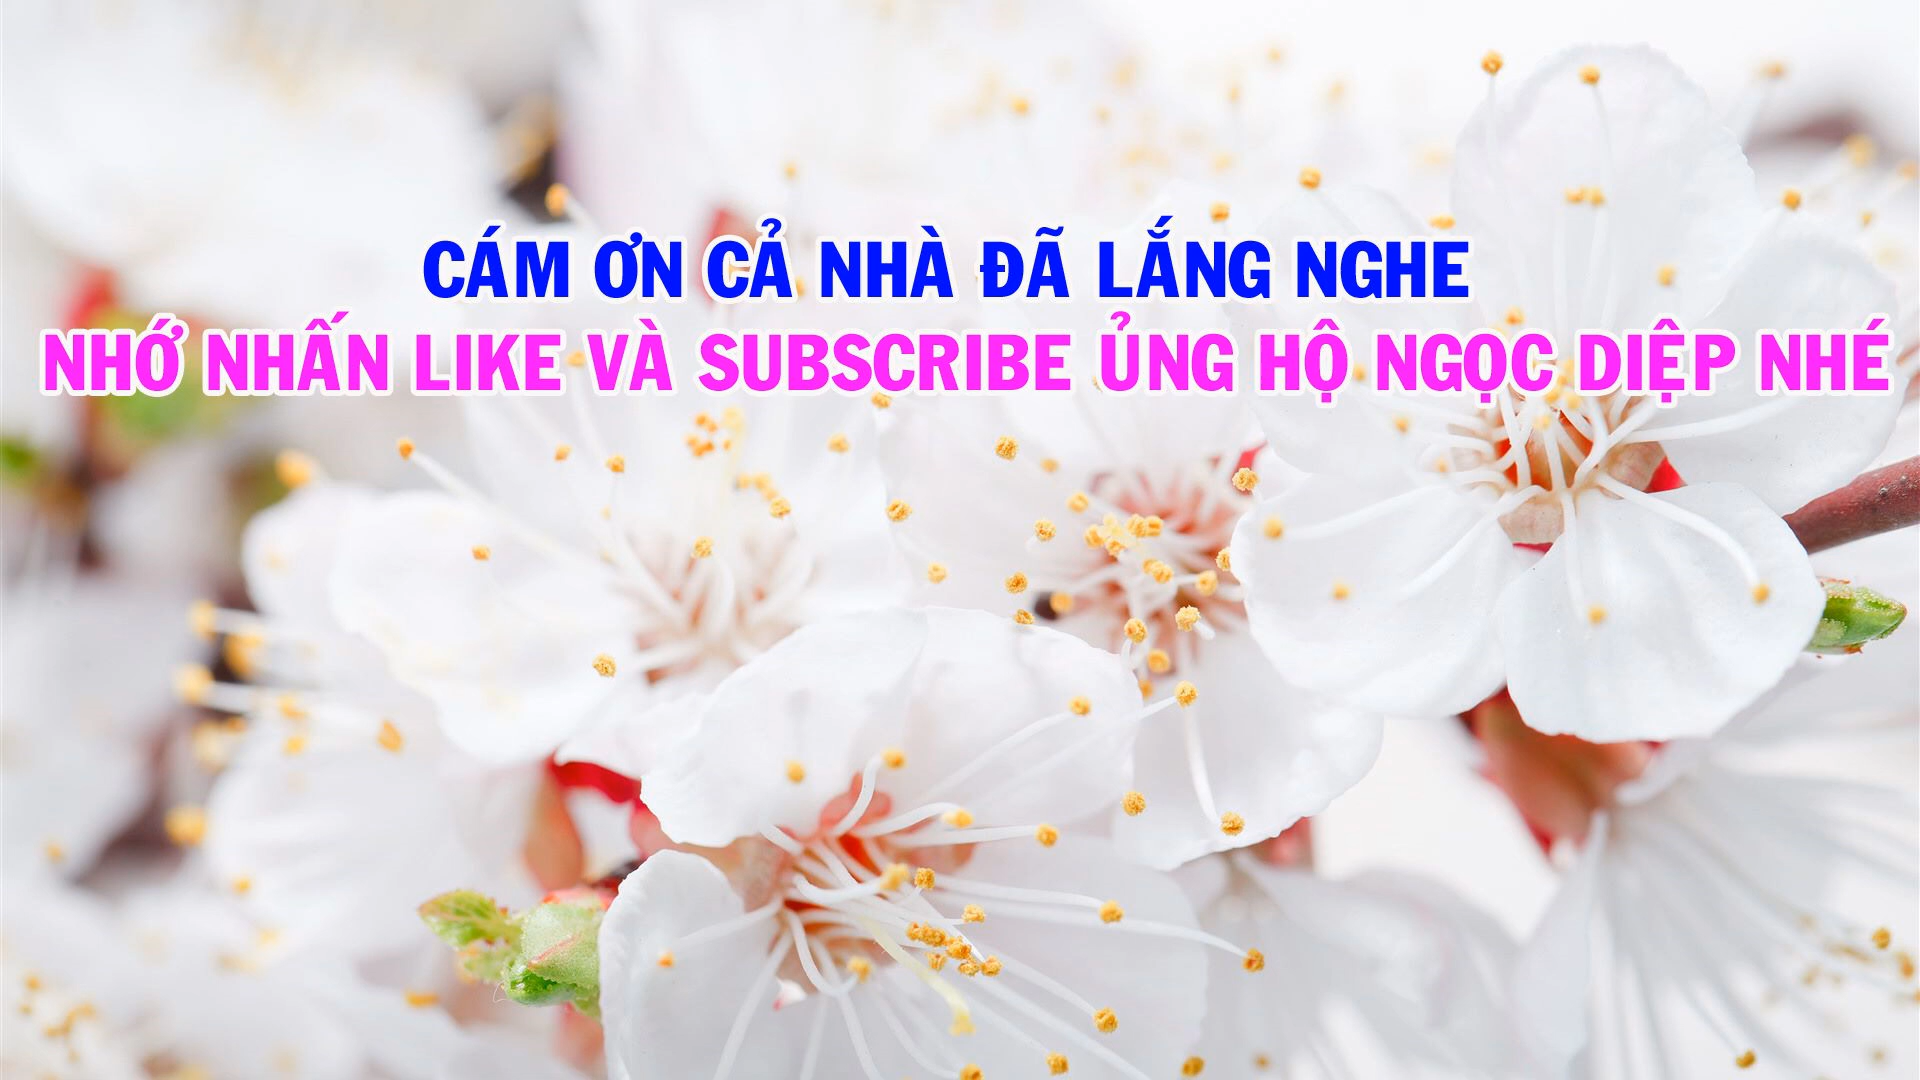 CÁM ƠN CẢ NHÀ ĐÃ LẮNG NGHE
NHỚ NHẤN LIKE VÀ SUBSCRIBE ỦNG HỘ NGỌC DIỆP NHÉ